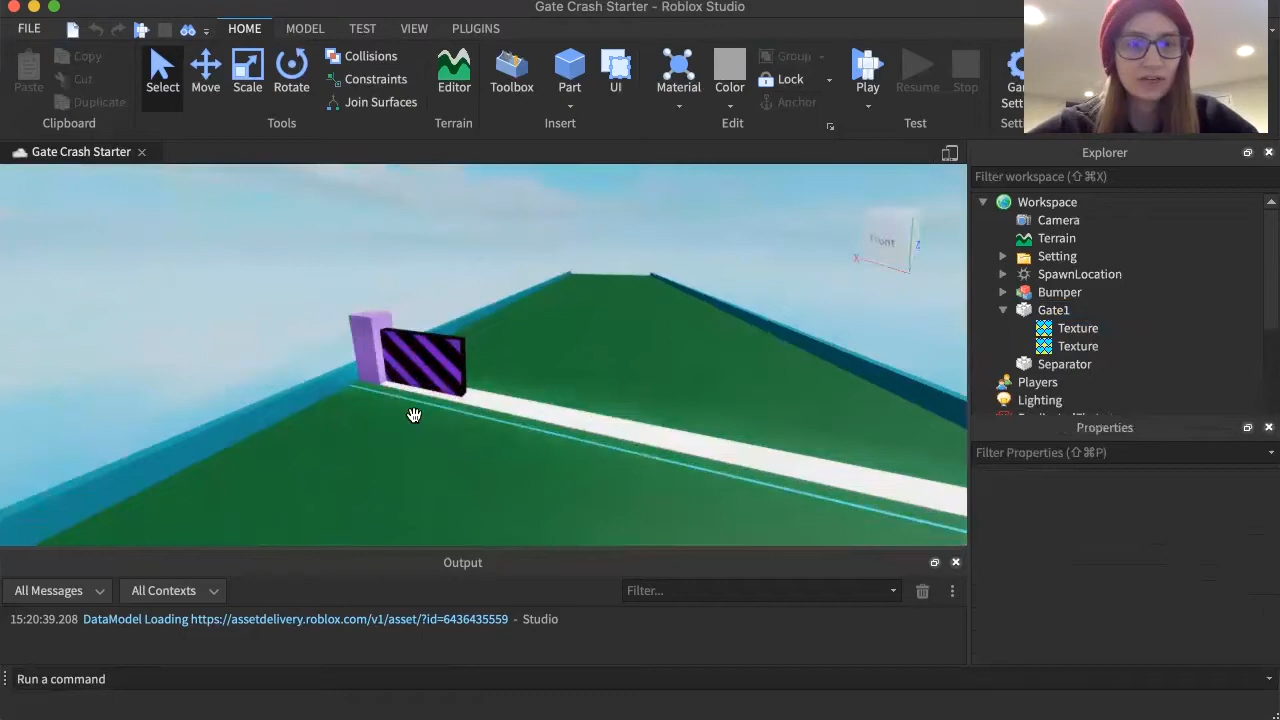 Gate Crash Starter - Roblox Studio
FILE
HOME
MODEL
TEST
VIEW
PLUGINS
Paste
Copy
Cut
Duplicate
Clipboard
Select
Move
Scale
Rotate
Collisions
Constraints
Join Surfaces
Tools
Editor
Terrain
Toolbox
Part
UI
Insert
Material
Color
Group
Lock
Anchor
Edit
Play
Resume
Stop
Test
Gate Crash Starter
Front
X
Z
Explorer
Filter workspace (⇧⌘X)
Workspace
Camera
Terrain
Setting
SpawnLocation
Bumper
Gate1
Texture
Texture
Separator
Players
Lighting
Properties
Filter Properties (⇧⌘P)
Output
All Messages
All Contexts
Filter...
15:20:39.208 DataModel Loading https://assetdelivery.roblox.com/v1/asset/?id=6436435559 - Studio
Run a command